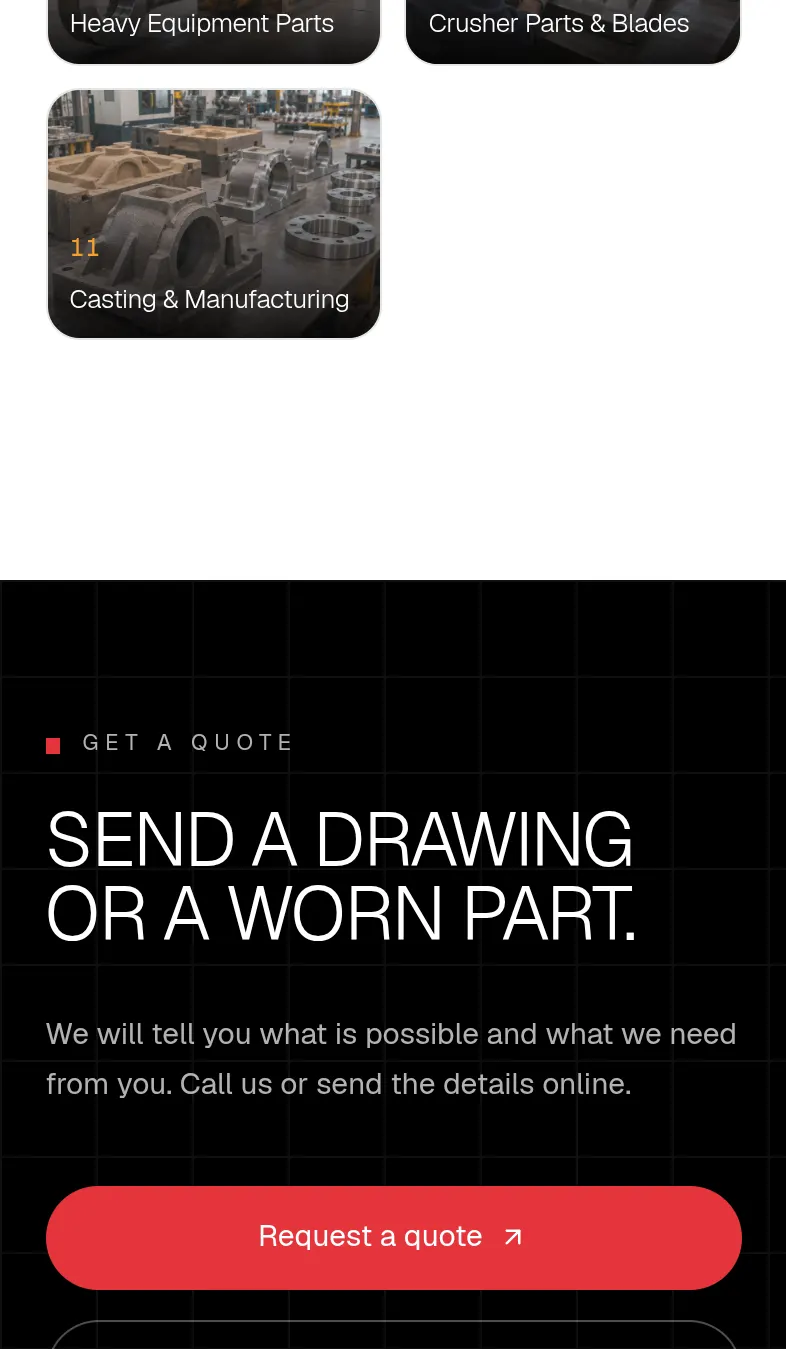 Heavy Equipment Parts
Crusher Parts & Blades
11
Casting & Manufacturing
GET A QUOTE
SEND A DRAWING
OR A WORN PART.
We will tell you what is possible and what we need
from you. Call us or send the details online.
Request a quote ↗